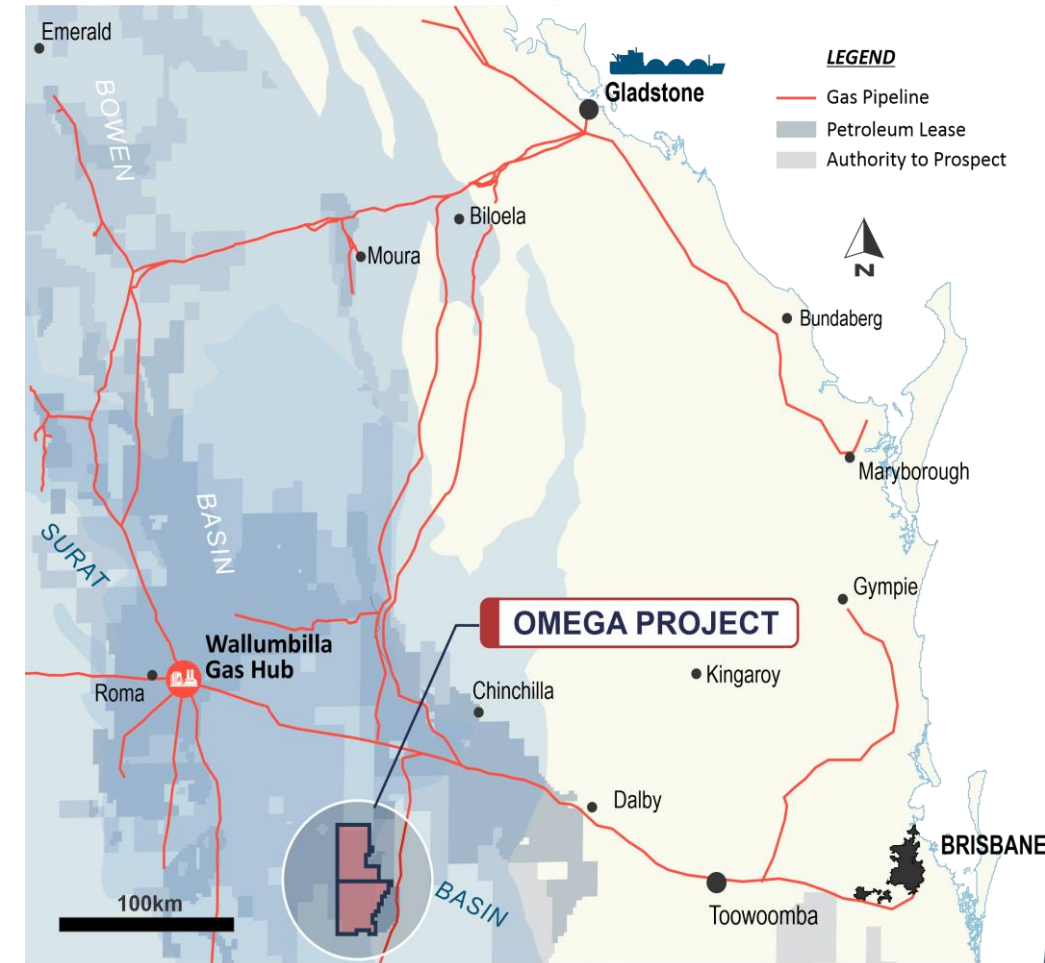 Emerald
BOWEN
BASIN
SURAT
BASIN
Gladstone
LEGEND
Gas Pipeline
Petroleum Lease
Authority to Prospect
N
Biloela
Moura
Bundaberg
Maryborough
Gympie
OMEGA PROJECT
Wallumbilla
Gas Hub
Roma
Kingaroy
Chinchilla
Dalby
BRISBANE
Toowoomba
100km